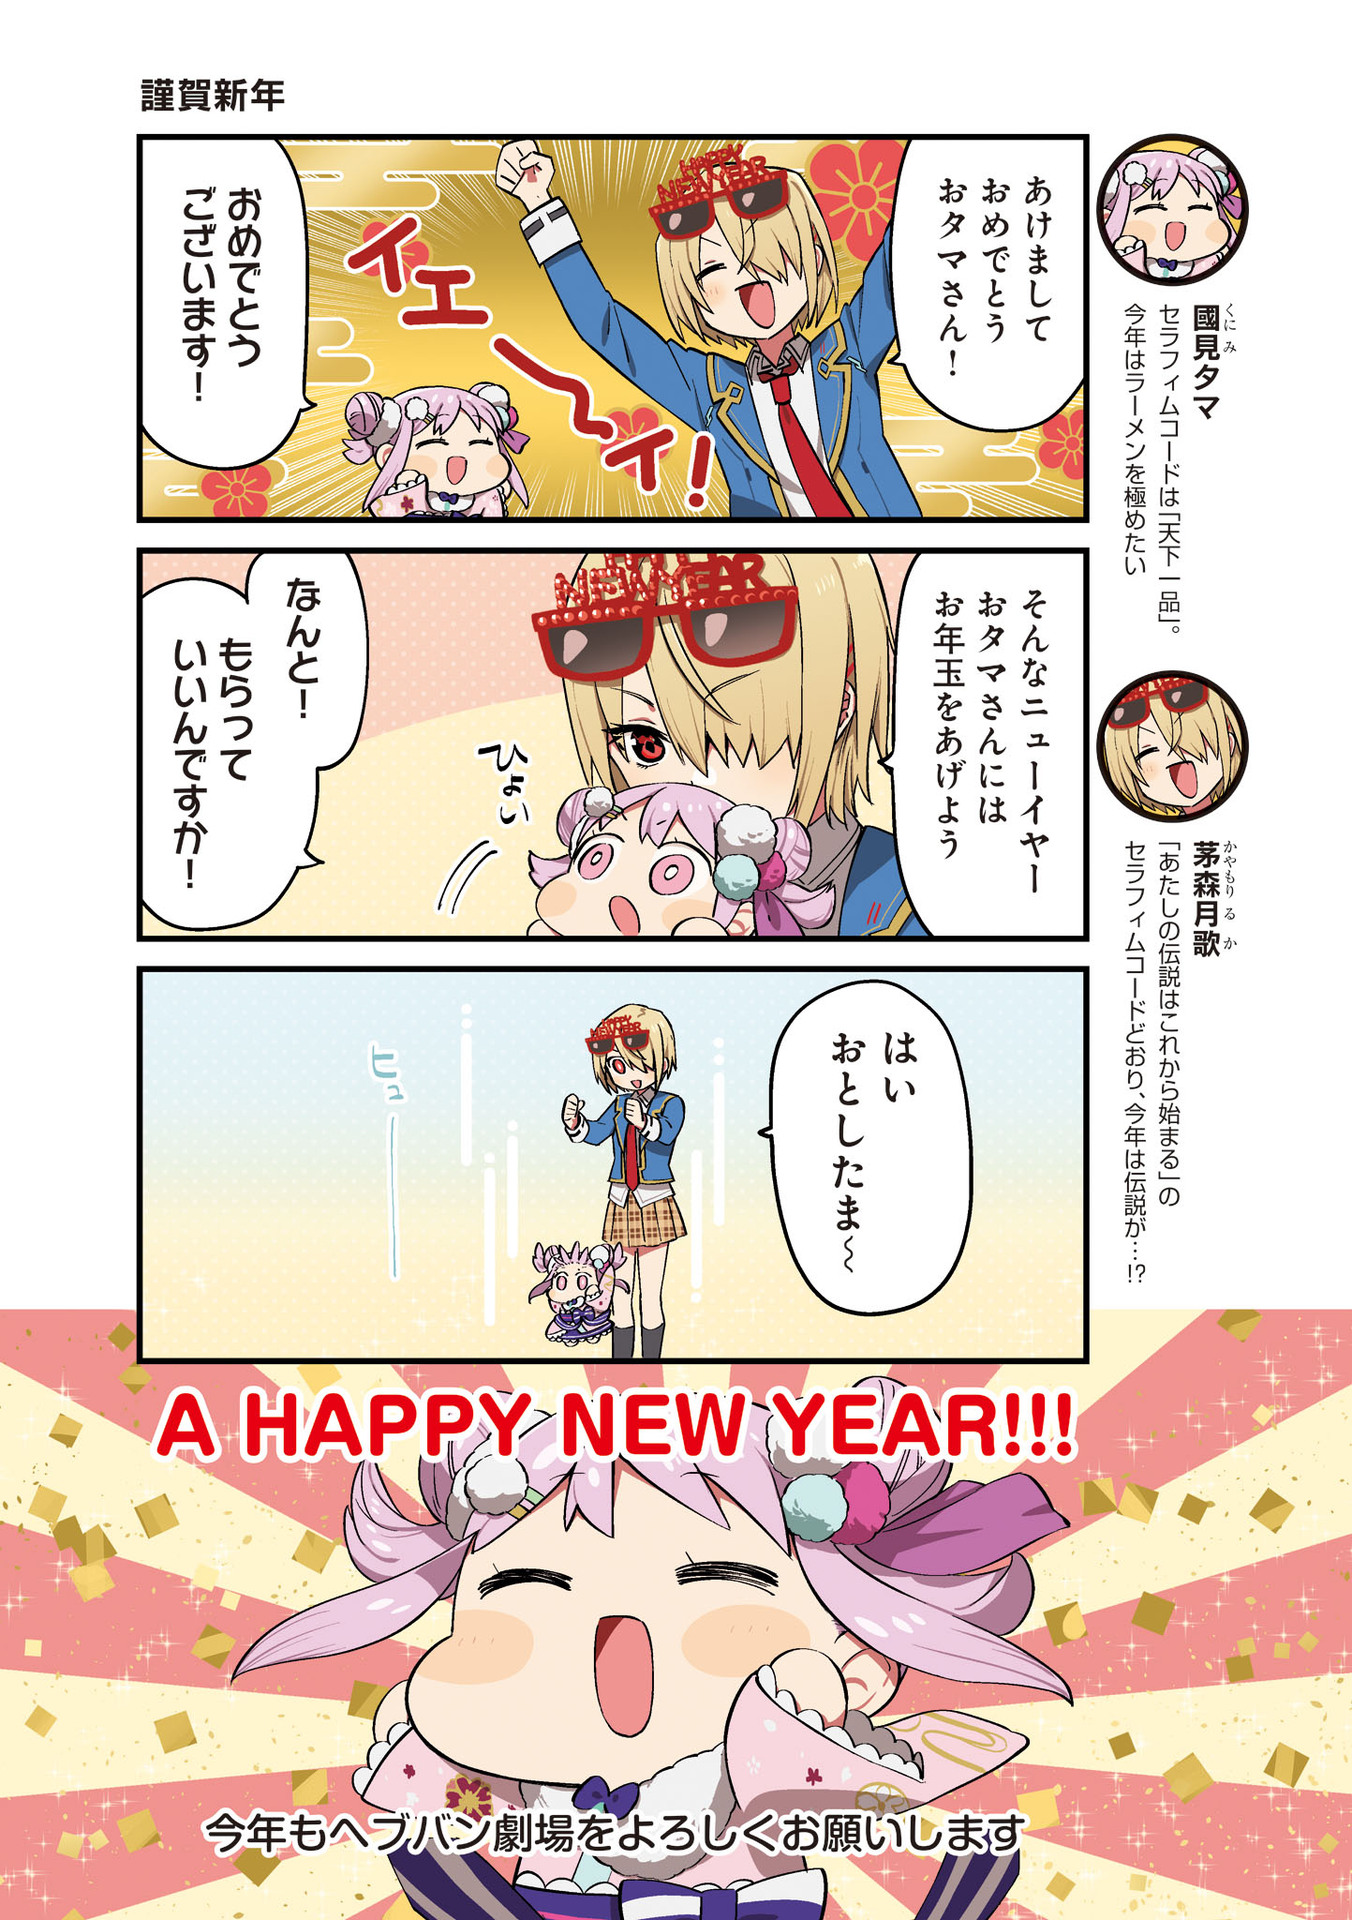 謹賀新年
あけまして
おめでとう
おタマさん!
HAPPY
NEW YEAR
イエ〜イ!
おめでとう
ございます!
そんなニューイヤー
おタマさんには
お年玉をあげよう
NEW YEAR
ひょい
なんと!
もらって
いいんですか!
はい
おとしたま〜
HAPPY
NEW YEAR
ヒュー
國見タマ
くにみ
セラフィムコードは「天下一品」。
今年はラーメンを極めたい
茅森月歌
かやもりるか
「あたしの伝説はこれから始まる」の
セラフィムコードどおり、今年は伝説が…!?
A HAPPY NEW YEAR!!!
今年もヘブバン劇場をよろしくお願いします